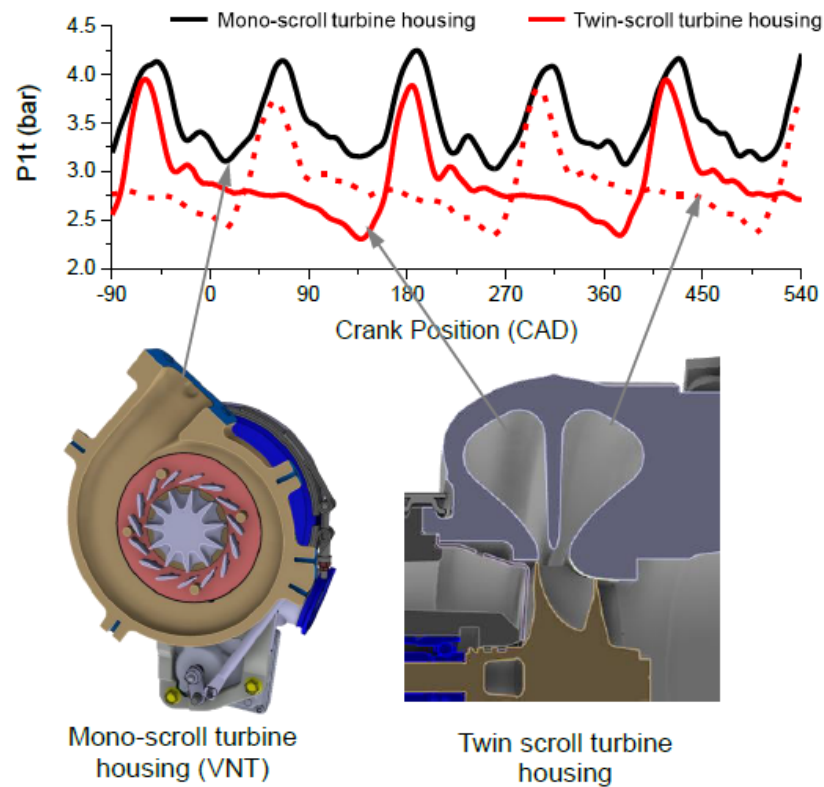 Mono-scroll turbine housing
Twin-scroll turbine housing
P1t (bar)
4.5
4.0
3.5
3.0
2.5
2.0
-90 0 90 180 270 360 450 540
Crank Position (CAD)
Mono-scroll turbine
housing (VNT)
Twin scroll turbine
housing